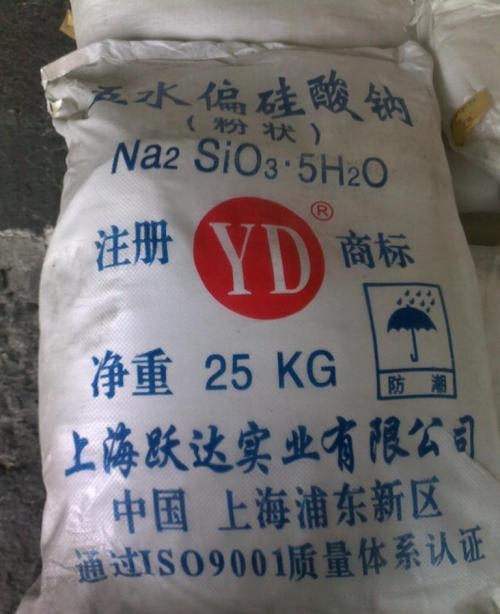 五水偏硅酸钠
(粉状)
Na2 SiO3·5H2O
注册 YD® 商标
净重 25 KG
防潮
上海跃达实业有限公司
中国 上海浦东新区
通过ISO9001质量体系认证